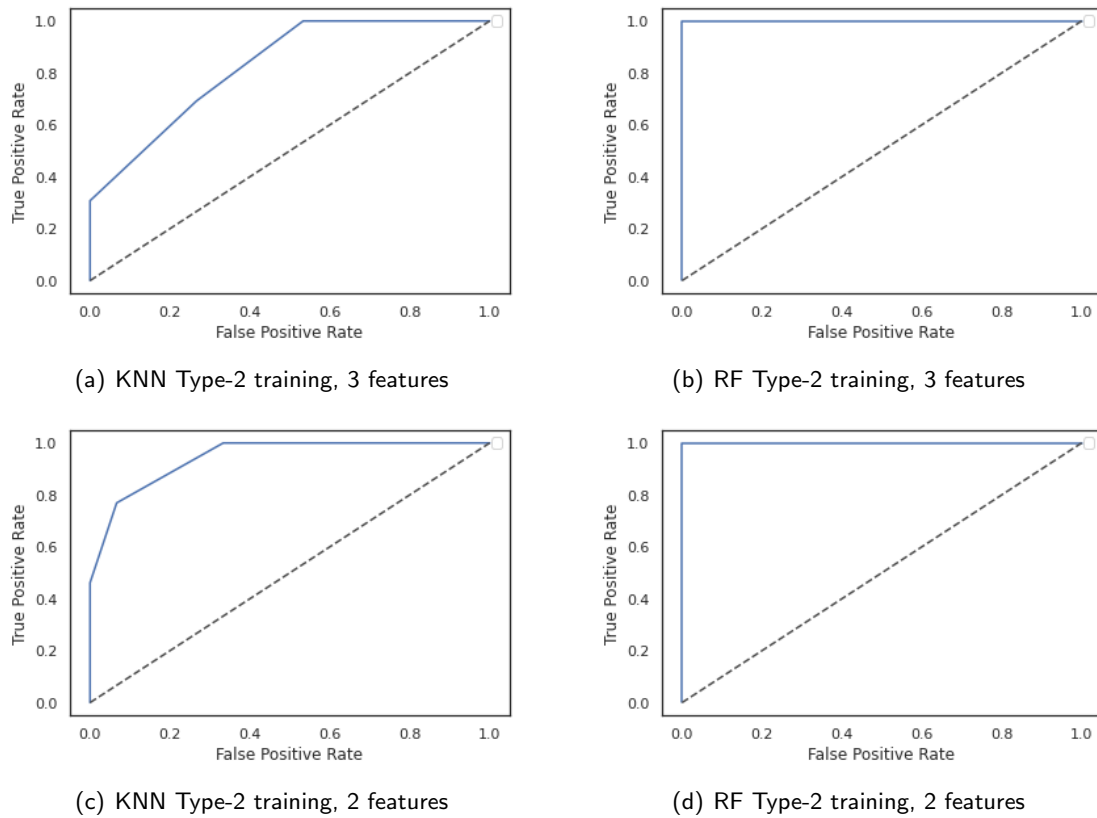 True Positive Rate
1.0
0.8
0.6
0.4
0.2
0.0
0.0 0.2 0.4 0.6 0.8 1.0
False Positive Rate
(a) KNN Type-2 training, 3 features
True Positive Rate
1.0
0.8
0.6
0.4
0.2
0.0
0.0 0.2 0.4 0.6 0.8 1.0
False Positive Rate
(b) RF Type-2 training, 3 features
True Positive Rate
1.0
0.8
0.6
0.4
0.2
0.0
0.0 0.2 0.4 0.6 0.8 1.0
False Positive Rate
(c) KNN Type-2 training, 2 features
True Positive Rate
1.0
0.8
0.6
0.4
0.2
0.0
0.0 0.2 0.4 0.6 0.8 1.0
False Positive Rate
(d) RF Type-2 training, 2 features